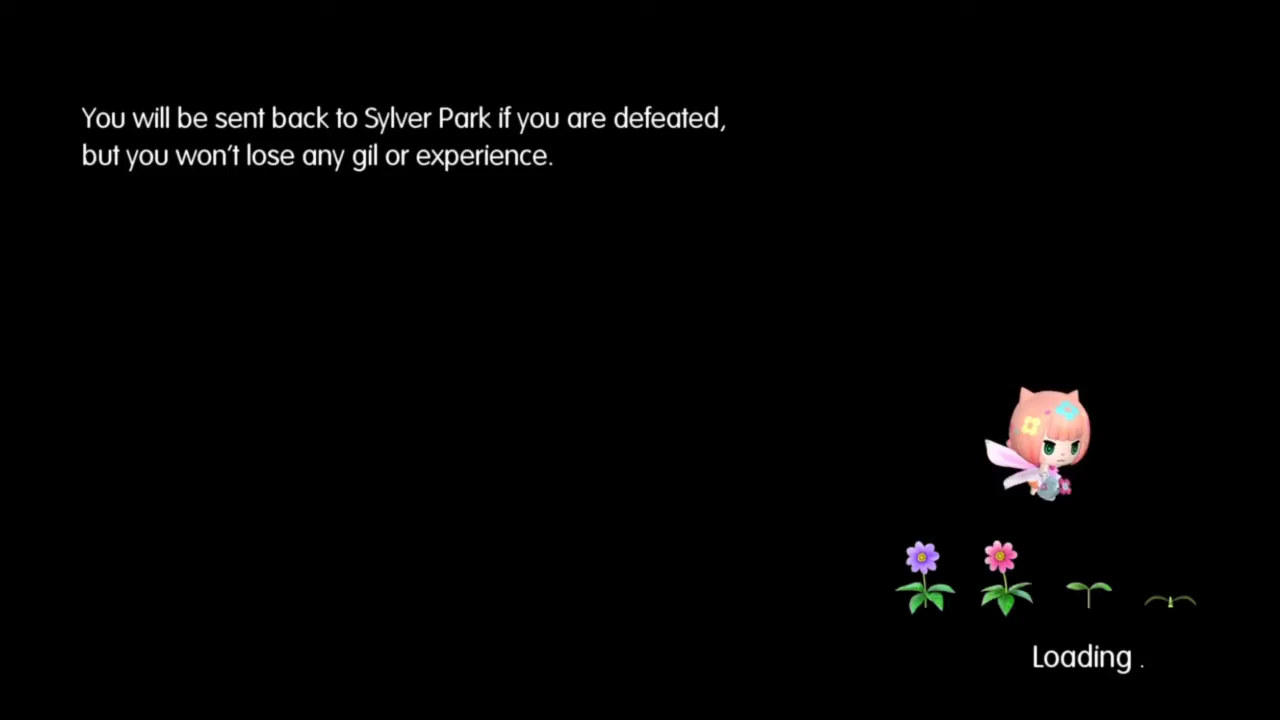 You will be sent back to Sylver Park if you are defeated,
but you won't lose any gil or experience.
Loading .